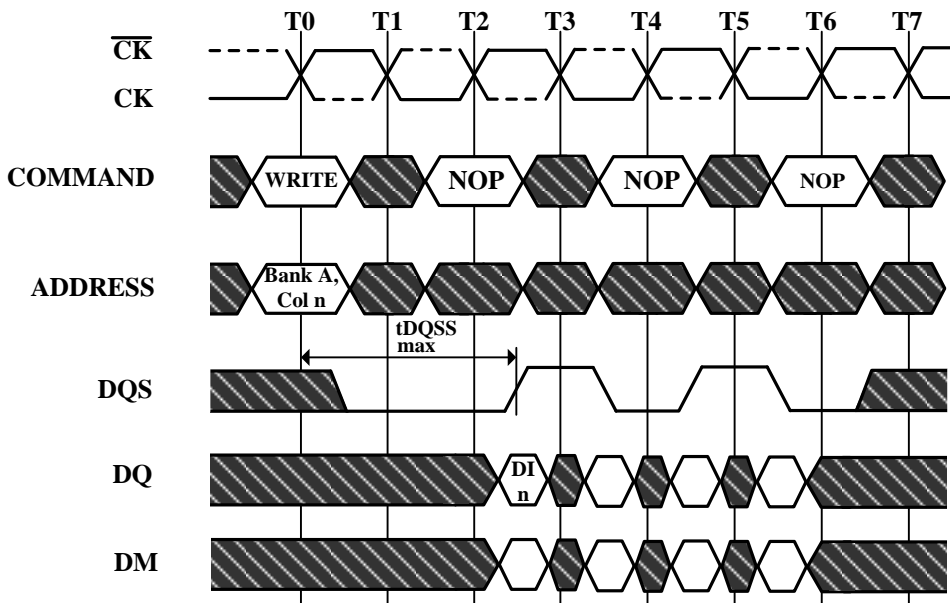 T0 T1 T2 T3 T4 T5 T6 T7
CK
CK
COMMAND
WRITE NOP NOP NOP
ADDRESS
Bank A,
Col n
tDQSS
max
DQS
DQ
DI
n
DM